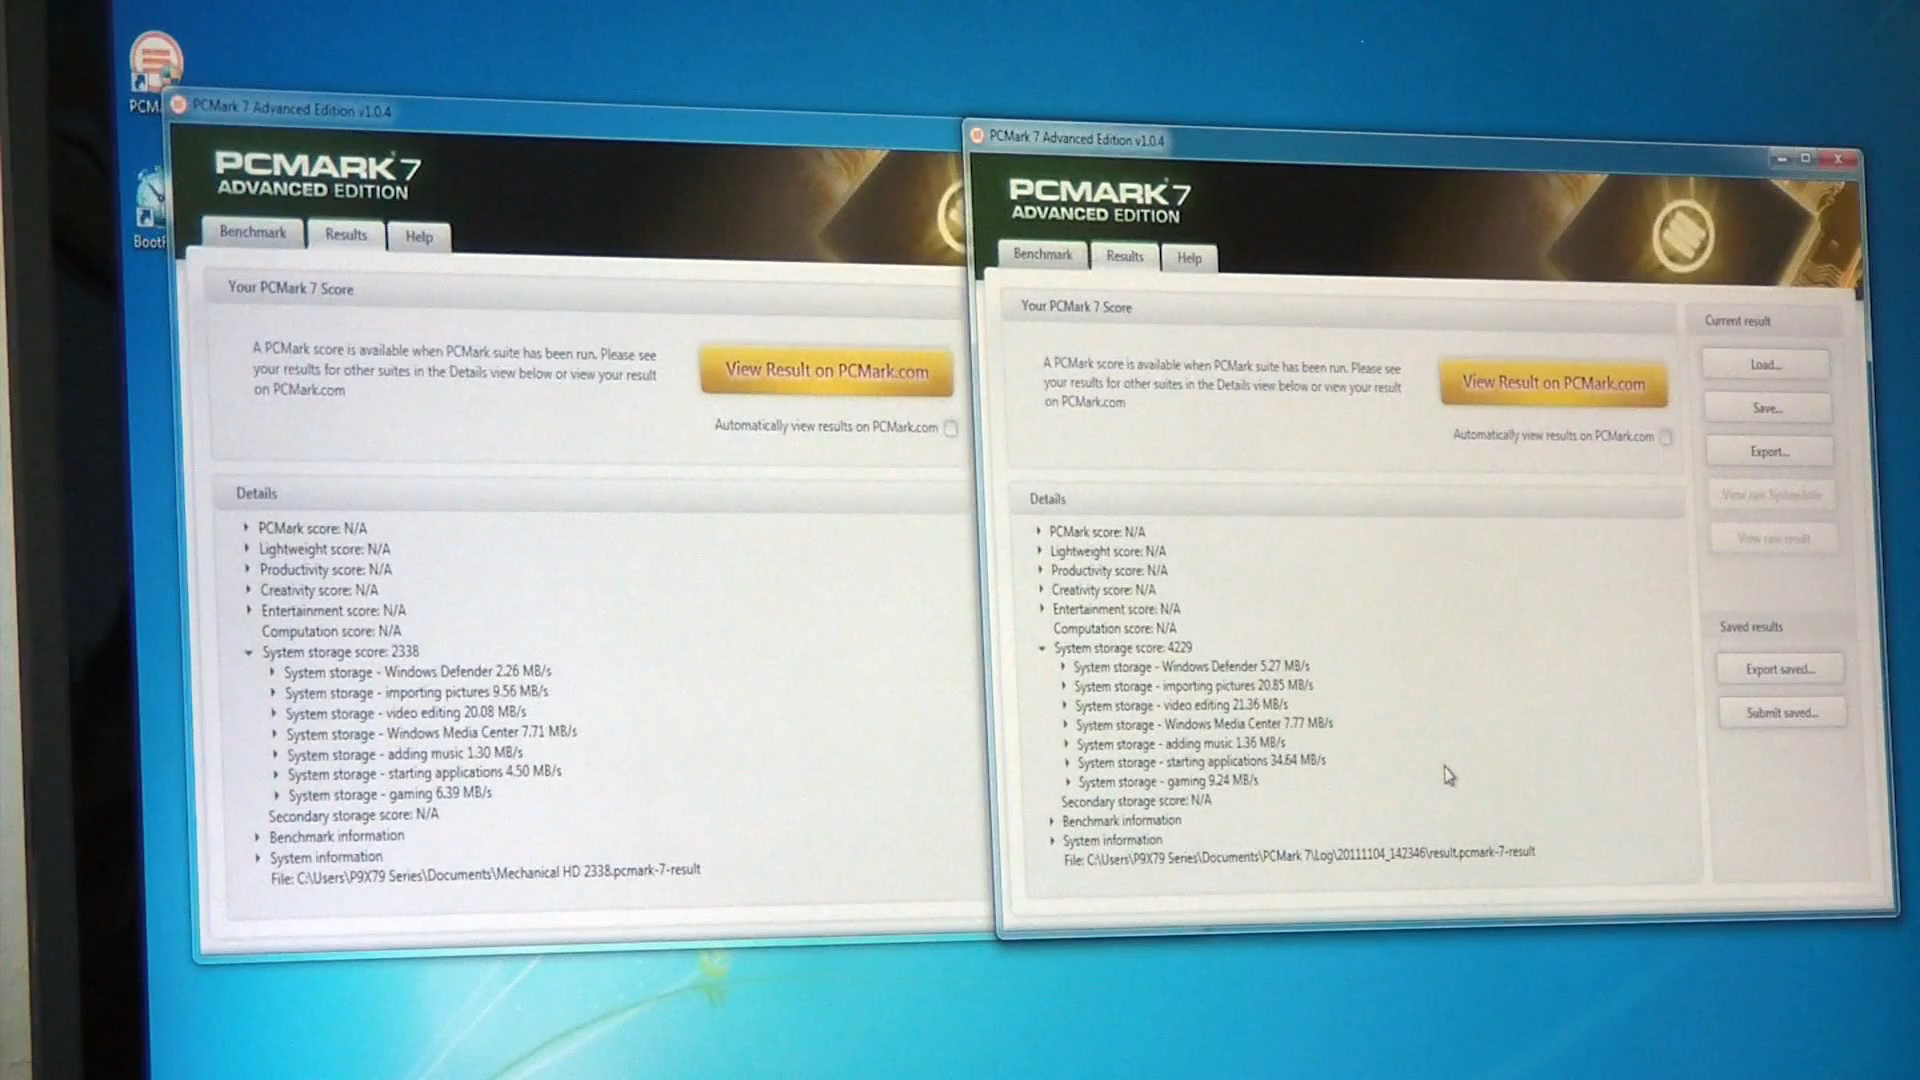 PCM
BootR
PCMark 7 Advanced Edition v1.0.4
PCMARK 7
ADVANCED EDITION
Benchmark
Results
Help
Your PCMark 7 Score
A PCMark score is available when PCMark suite has been run. Please see
your results for other suites in the Details view below or view your result
on PCMark.com
View Result on PCMark.com
Automatically view results on PCMark.com
Details
PCMark score: N/A
Lightweight score: N/A
Productivity score: N/A
Creativity score: N/A
Entertainment score: N/A
Computation score: N/A
System storage score: 2338
System storage - Windows Defender 2.26 MB/s
System storage - importing pictures 9.56 MB/s
System storage - video editing 20.08 MB/s
System storage - Windows Media Center 7.71 MB/s
System storage - adding music 1.30 MB/s
System storage - starting applications 4.50 MB/s
System storage - gaming 6.39 MB/s
Secondary storage score: N/A
Benchmark information
System information
File: C:\Users\P9X79 Series\Documents\Mechanical HD 2338.pcmark-7-result
PCMark 7 Advanced Edition v1.0.4
PCMARK 7
ADVANCED EDITION
Benchmark
Results
Help
Your PCMark 7 Score
A PCMark score is available when PCMark suite has been run. Please see
your results for other suites in the Details view below or view your result
on PCMark.com
View Result on PCMark.com
Automatically view results on PCMark.com
Details
PCMark score: N/A
Lightweight score: N/A
Productivity score: N/A
Creativity score: N/A
Entertainment score: N/A
Computation score: N/A
System storage score: 4229
System storage - Windows Defender 5.27 MB/s
System storage - importing pictures 20.85 MB/s
System storage - video editing 21.36 MB/s
System storage - Windows Media Center 7.77 MB/s
System storage - adding music 1.36 MB/s
System storage - starting applications 34.64 MB/s
System storage - gaming 9.24 MB/s
Secondary storage score: N/A
Benchmark information
System information
File: C:\Users\P9X79 Series\Documents\PCMark 7\Log\20111104_142346\result.pcmark-7-result
Current result
Load...
Save...
Export...
View raw SystemInfo
View raw result
Saved results
Export saved...
Submit saved...